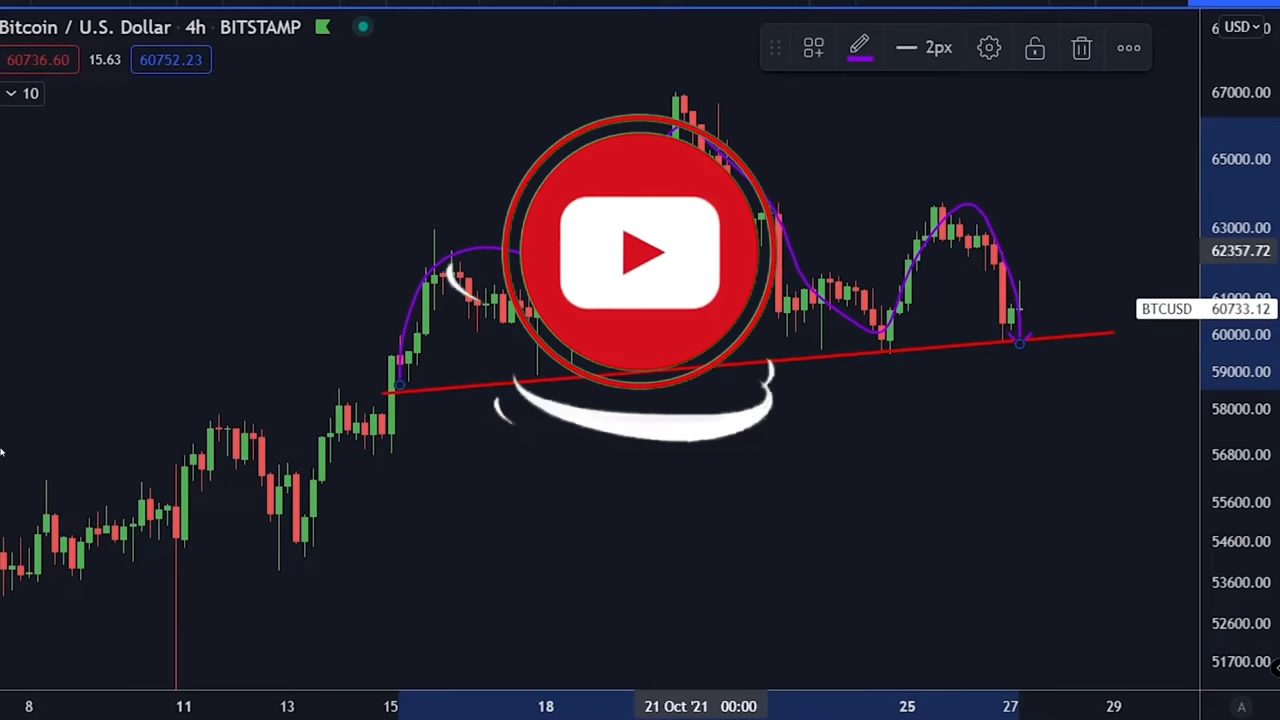 Bitcoin / U.S. Dollar · 4h · BITSTAMP
60736.60 15.63 60752.23
10
2px
USD
67000.00
65000.00
63000.00
62357.72
61000.00
BTCUSD 60733.12
60000.00
59000.00
58000.00
56800.00
55600.00
54600.00
53600.00
52600.00
51700.00
8 11 13 15 18 21 Oct '21 00:00 25 27 29
A